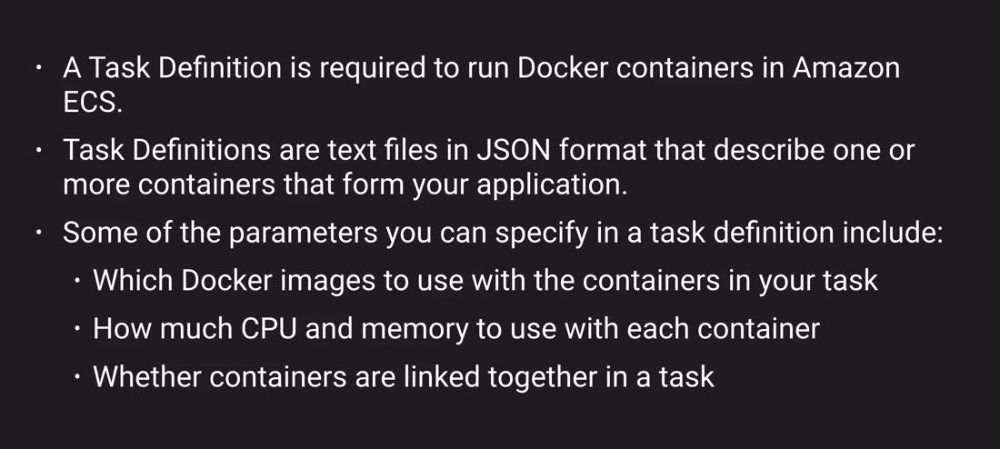 • A Task Definition is required to run Docker containers in Amazon
ECS.
• Task Definitions are text files in JSON format that describe one or
more containers that form your application.
• Some of the parameters you can specify in a task definition include:
• Which Docker images to use with the containers in your task
• How much CPU and memory to use with each container
• Whether containers are linked together in a task